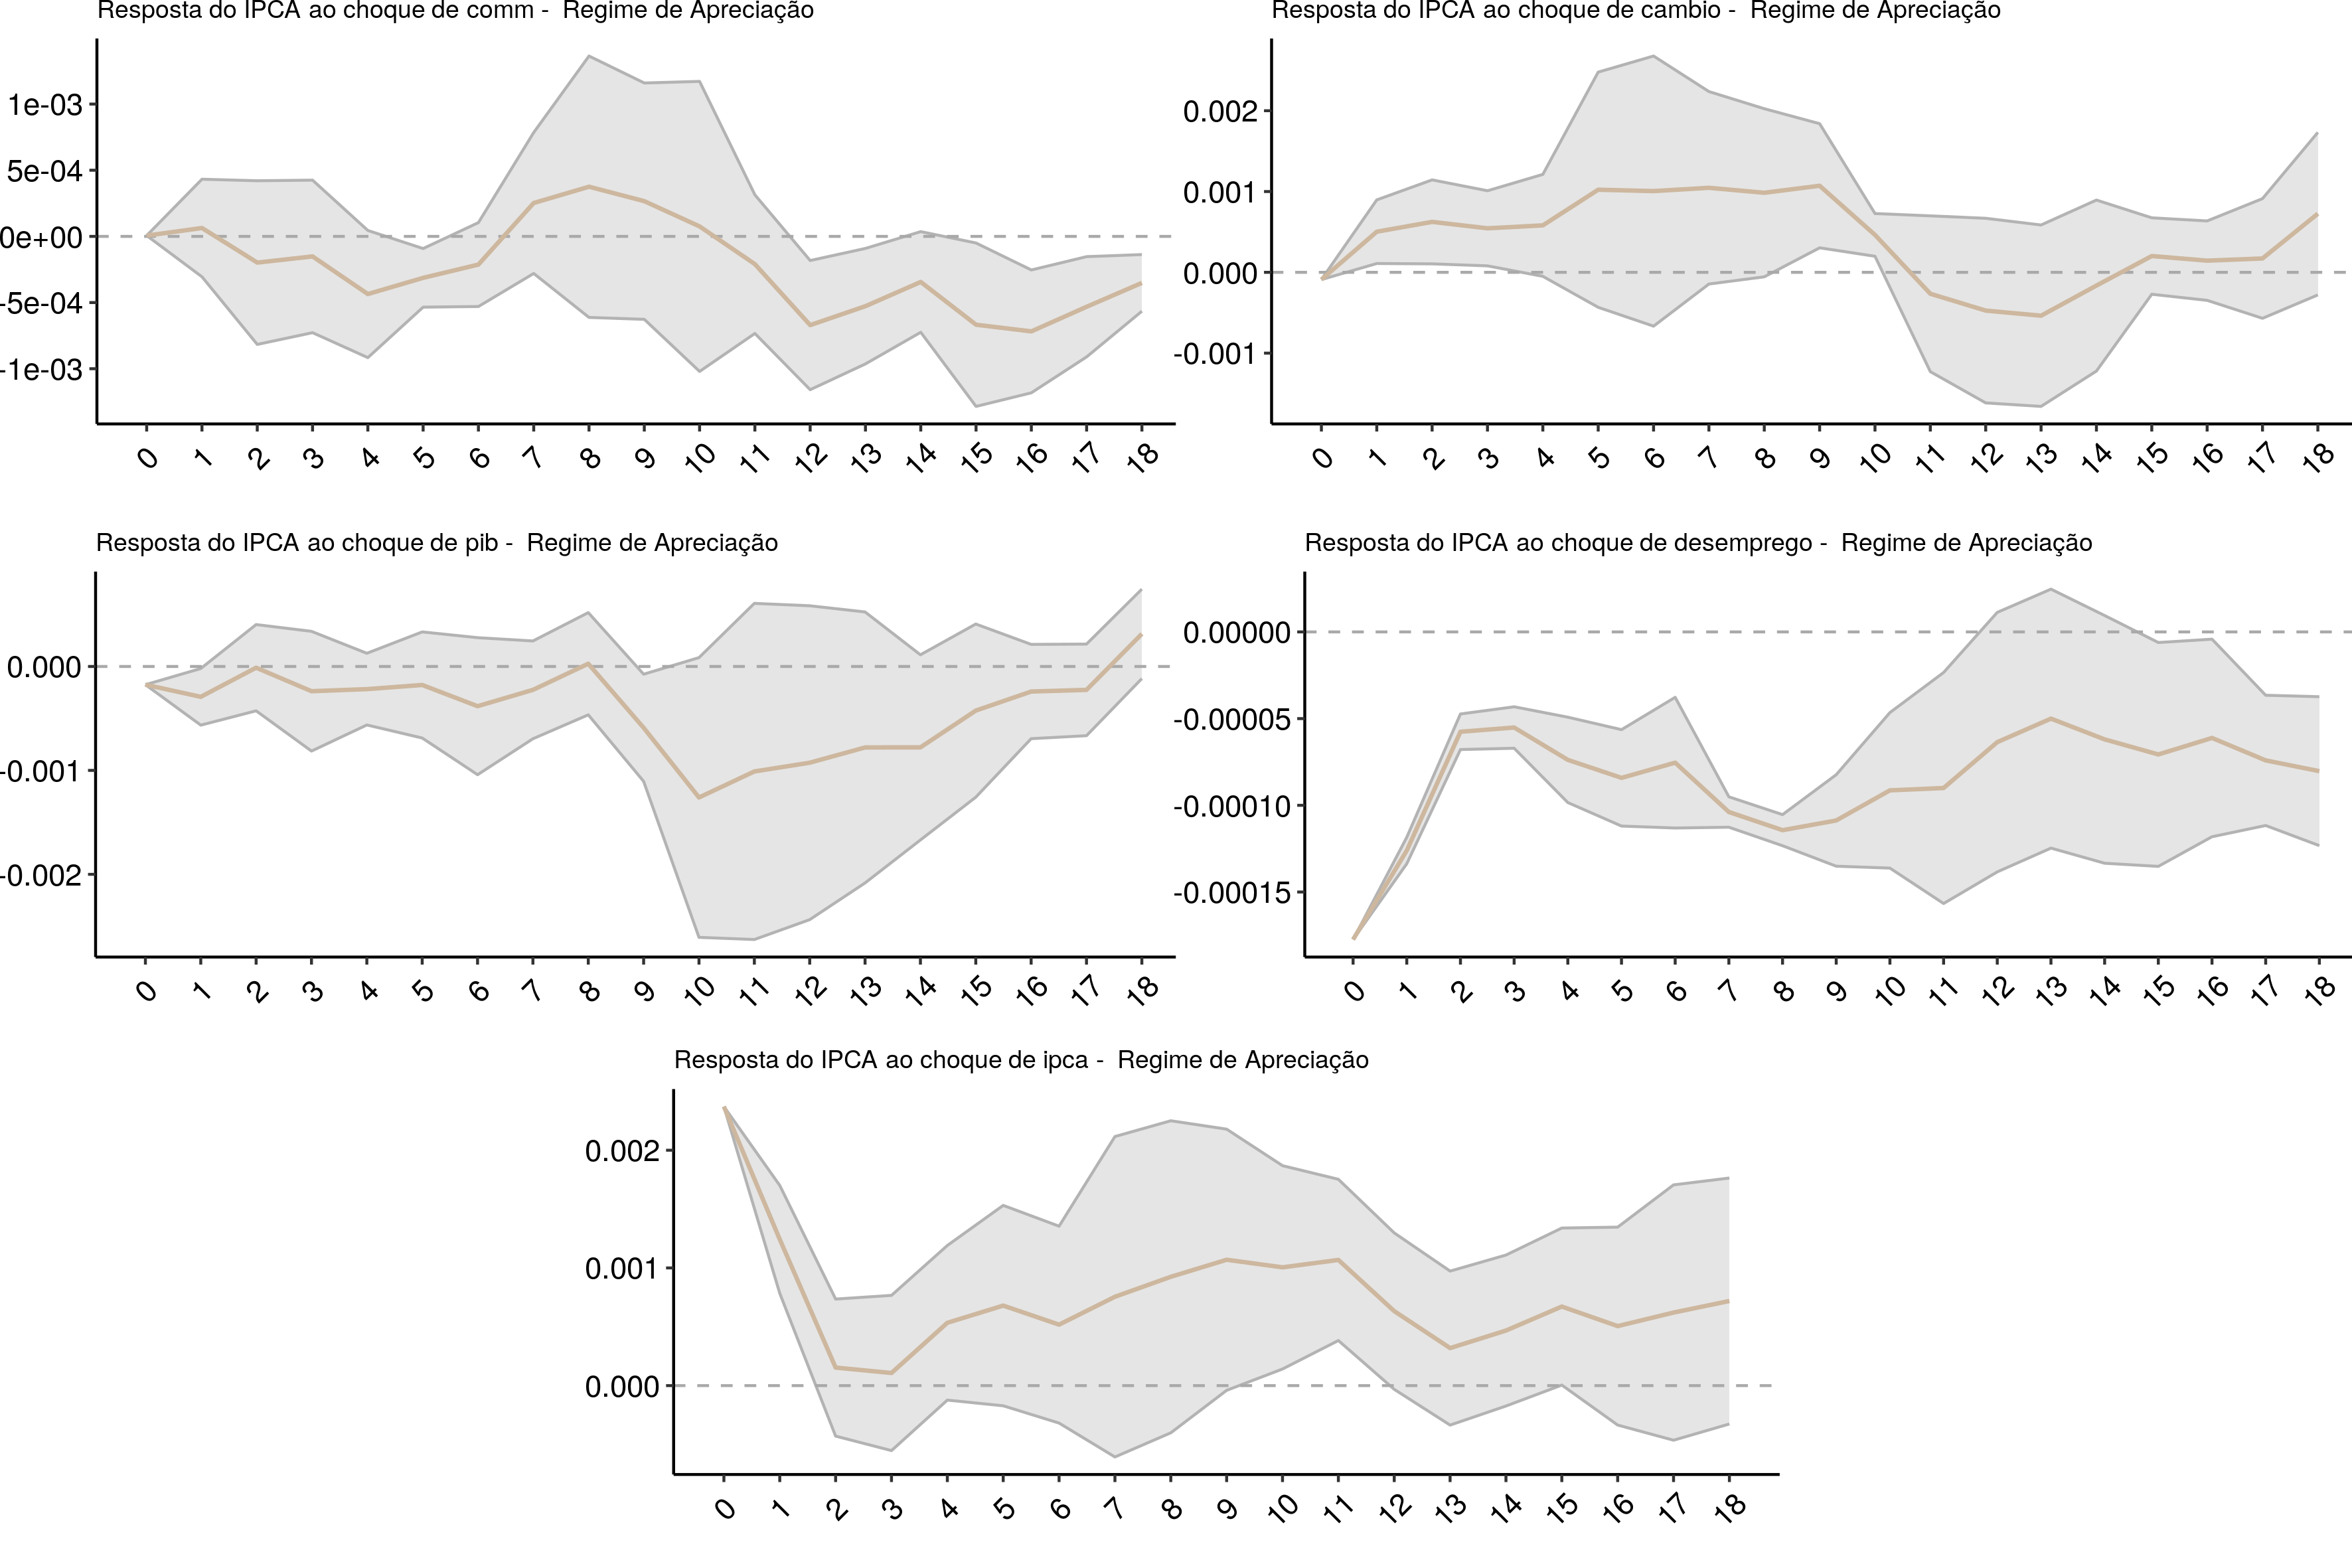 Resposta do IPCA ao choque de comm - Regime de Apreciação
1e-03
5e-04
0e+00
-5e-04
-1e-03
0 1 2 3 4 5 6 7 8 9 10 11 12 13 14 15 16 17 18
Resposta do IPCA ao choque de cambio - Regime de Apreciação
0.002
0.001
0.000
-0.001
0 1 2 3 4 5 6 7 8 9 10 11 12 13 14 15 16 17 18
Resposta do IPCA ao choque de pib - Regime de Apreciação
0.000
-0.001
-0.002
0 1 2 3 4 5 6 7 8 9 10 11 12 13 14 15 16 17 18
Resposta do IPCA ao choque de desemprego - Regime de Apreciação
0.00000
-0.00005
-0.00010
-0.00015
0 1 2 3 4 5 6 7 8 9 10 11 12 13 14 15 16 17 18
Resposta do IPCA ao choque de ipca - Regime de Apreciação
0.002
0.001
0.000
0 1 2 3 4 5 6 7 8 9 10 11 12 13 14 15 16 17 18